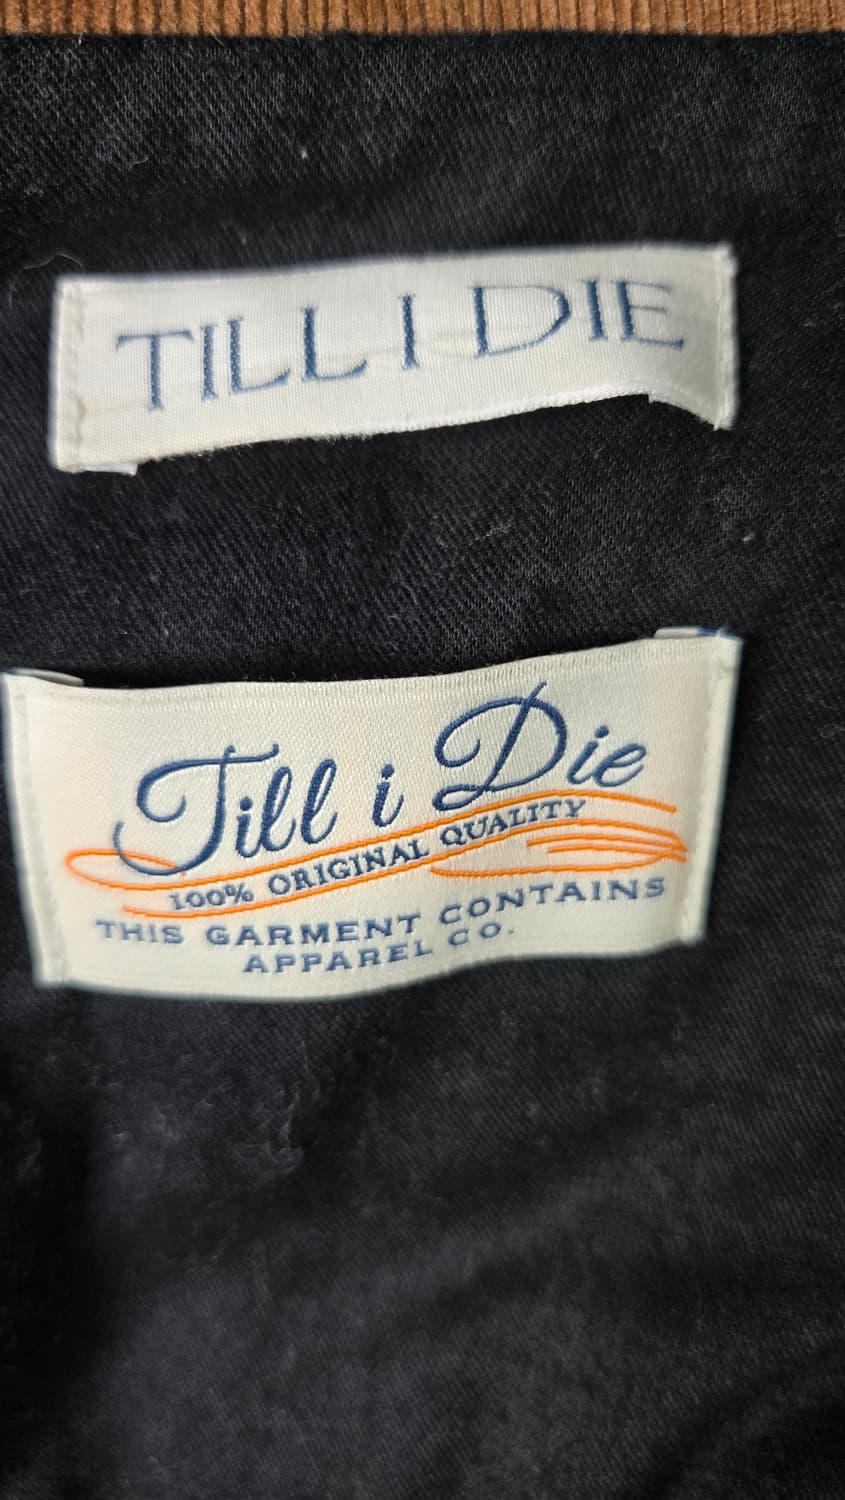 TILL I DIE
Till i Die
100% ORIGINAL QUALITY
THIS GARMENT CONTAINS
APPAREL CO.